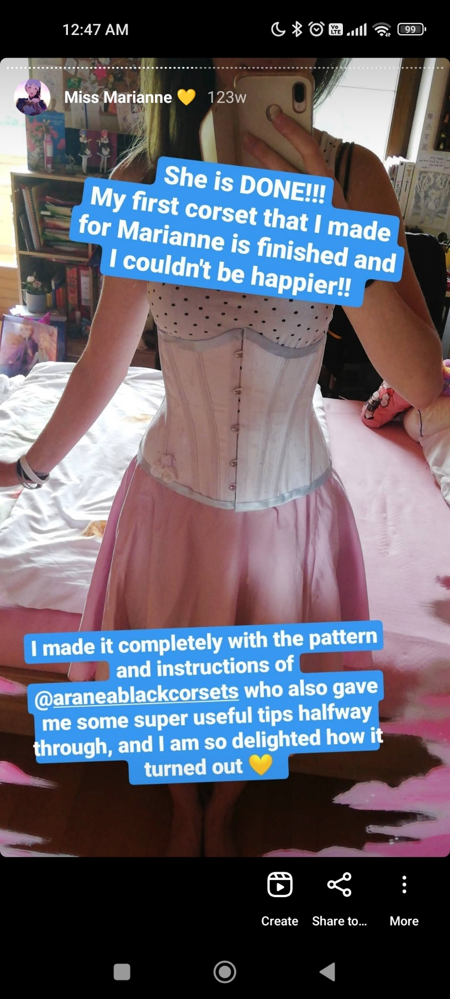 12:47 AM
Vo
LTE
99
Miss Marianne 💛 123w
She is DONE!!!
My first corset that I made
for Marianne is finished and
I couldn't be happier!!
I made it completely with the pattern
and instructions of
@araneablackcorsets who also gave
me some super useful tips halfway
through, and I am so delighted how it
turned out 💛
Create
Share to...
More